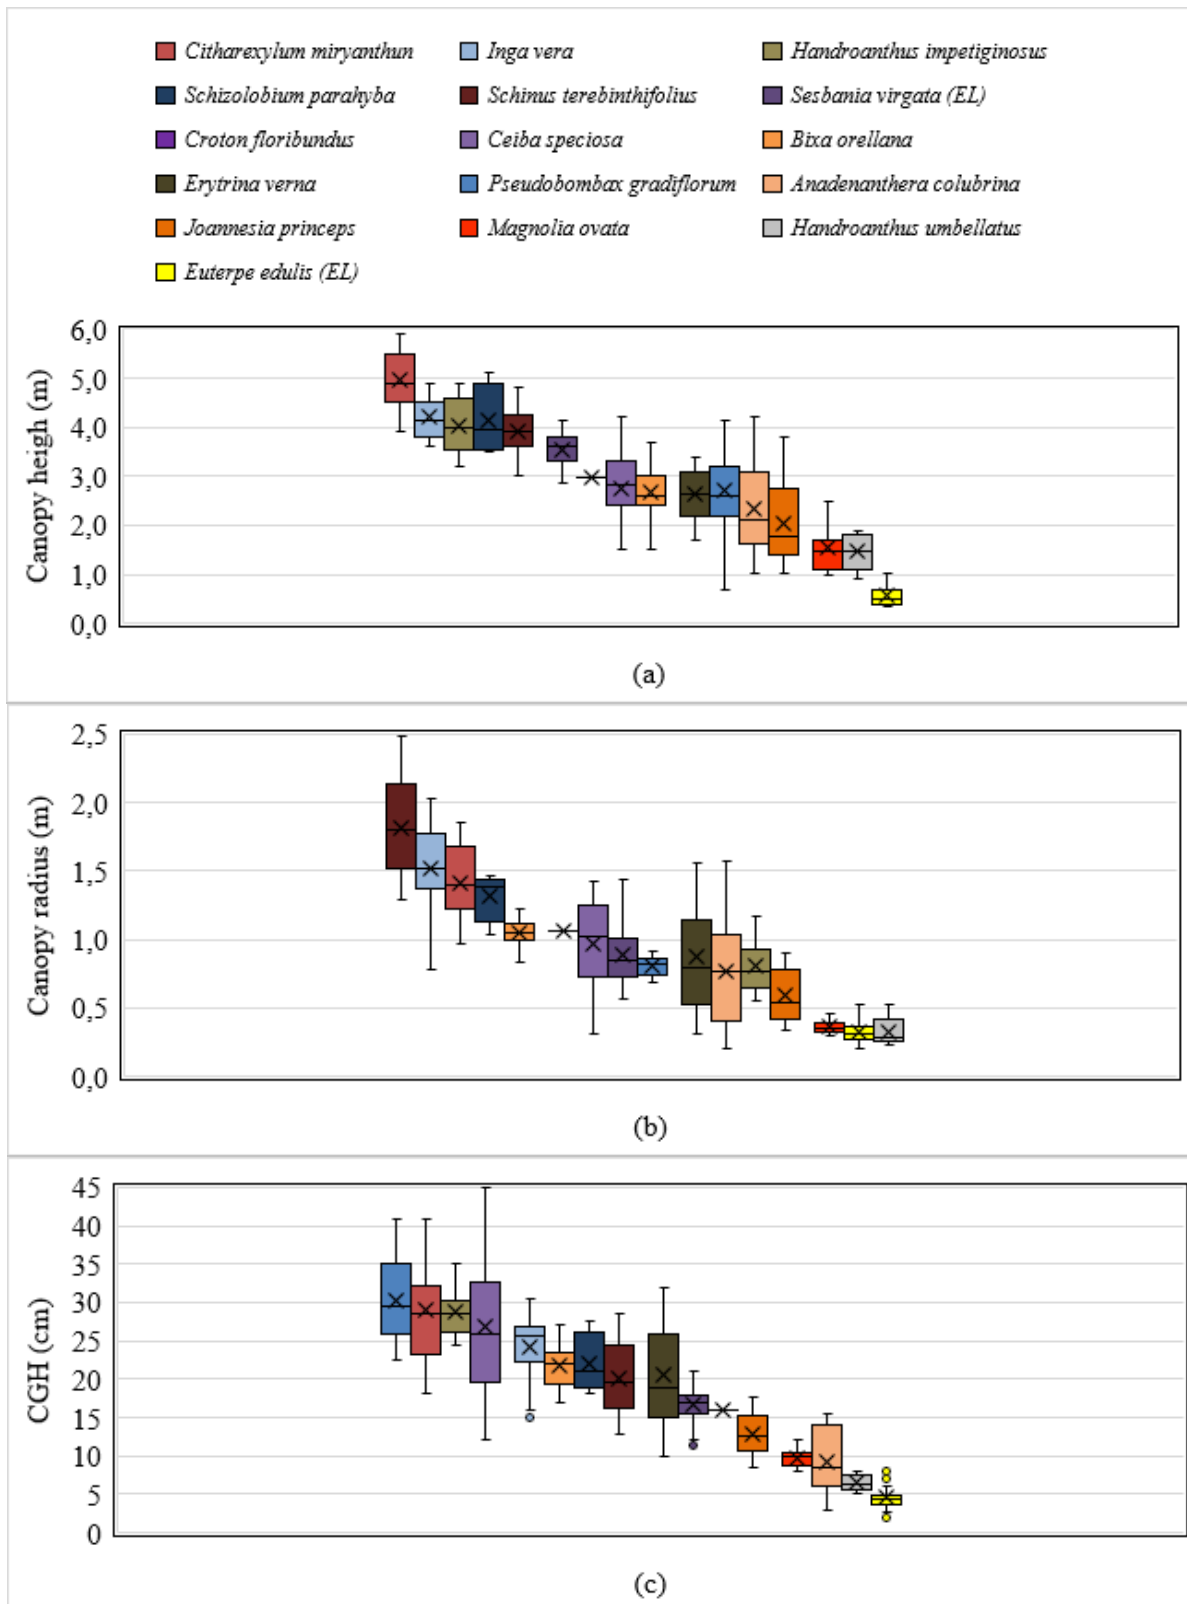 Citharexylum miryanthun Inga vera Handroanthus impetiginosus
Schizolobium parahyba Schinus terebinthifolius Sesbania virgata (EL)
Croton floribundus Ceiba speciosa Bixa orellana
Erytrina verna Pseudobombax gradiflorum Anadenanthera colubrina
Joannesia princeps Magnolia ovata Handroanthus umbellatus
Euterpe edulis (EL)
Canopy heigh (m)
6,0
5,0
4,0
3,0
2,0
1,0
0,0
(a)
Canopy radius (m)
2,5
2,0
1,5
1,0
0,5
0,0
(b)
CGH (cm)
45
40
35
30
25
20
15
10
5
0
(c)